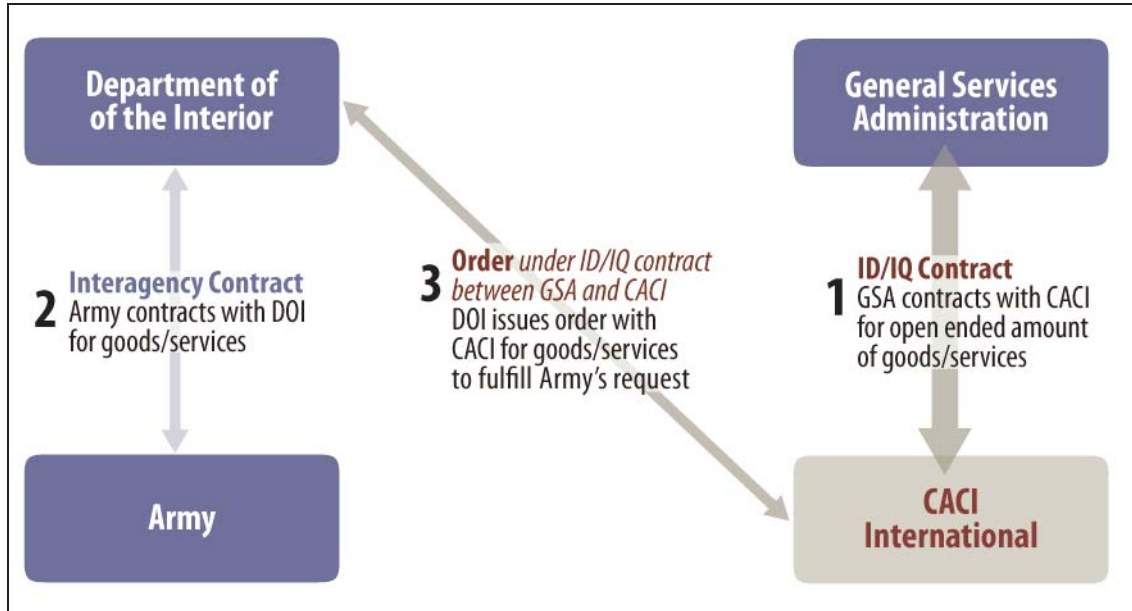 Department of
of the Interior
General Services
Administration
2
Interagency Contract
Army contracts with DOI
for goods/services
3
Order under ID/IQ contract
between GSA and CACI
DOI issues order with
CACI for goods/services
to fulfill Army's request
1
ID/IQ Contract
GSA contracts with CACI
for open ended amount
of goods/services
Army
CACI
International